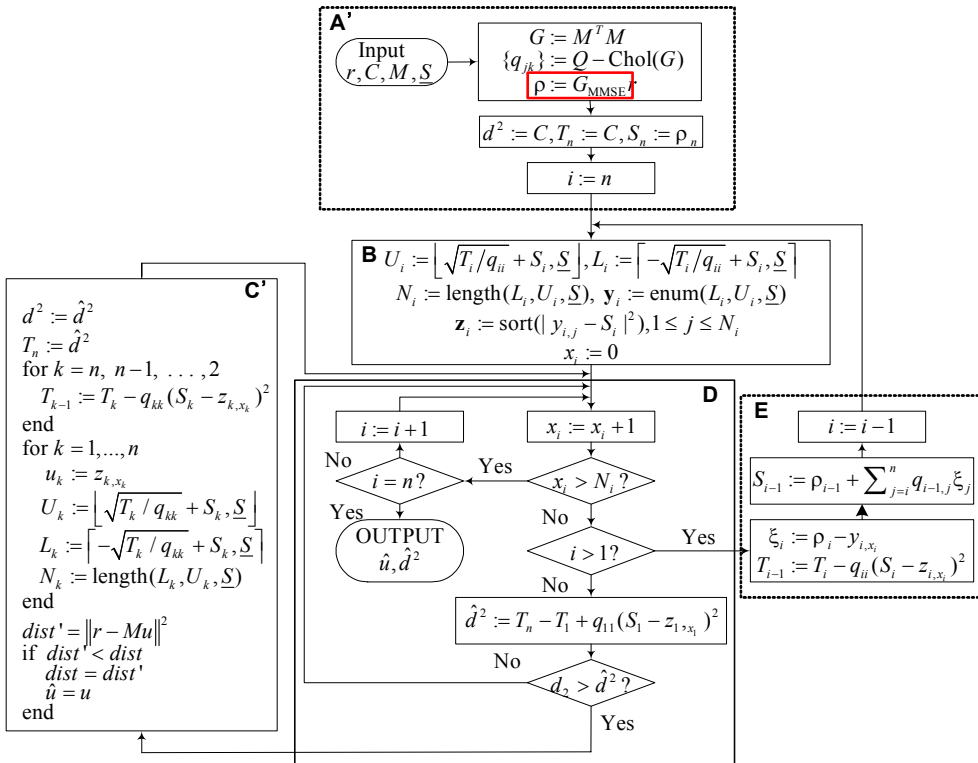 A'
Input
r, C, M, S
G := M^T M
{q_jk} := Q − Chol(G)
ρ := G_MMSE r
d² := C, T_n := C, S_n := ρ_n
i := n
B
U_i := ⌊√(T_i/q_ii) + S_i, S⌋, L_i := ⌈−√(T_i/q_ii) + S_i, S⌉
N_i := length(L_i, U_i, S), y_i := enum(L_i, U_i, S)
z_i := sort(| y_i,j − S_i |²), 1 ≤ j ≤ N_i
x_i := 0
C'
d² := d̂²
T_n := d̂²
for k = n, n−1, ..., 2
T_k−1 := T_k − q_kk (S_k − z_k,x_k)²
end
for k = 1,...,n
u_k := z_k,x_k
U_k := ⌊√(T_k / q_kk) + S_k, S⌋
L_k := ⌈−√(T_k / q_kk) + S_k, S⌉
N_k := length(L_k, U_k, S)
end
dist' = ‖r − Mu‖²
if dist' < dist
dist = dist'
û = u
end
D
i := i+1
x_i := x_i + 1
No
i = n?
Yes
x_i > N_i ?
Yes
OUTPUT
û, d̂²
No
i > 1?
Yes
No
d̂² := T_n − T_1 + q_11 (S_1 − z_1,x_1)²
No
d_2 > d̂² ?
Yes
E
i := i−1
S_i−1 := ρ_i−1 + ∑_j=i^n q_i−1,j ξ_j
ξ_i := ρ_i − y_i,x_i
T_i−1 := T_i − q_ii (S_i − z_i,x_i)²